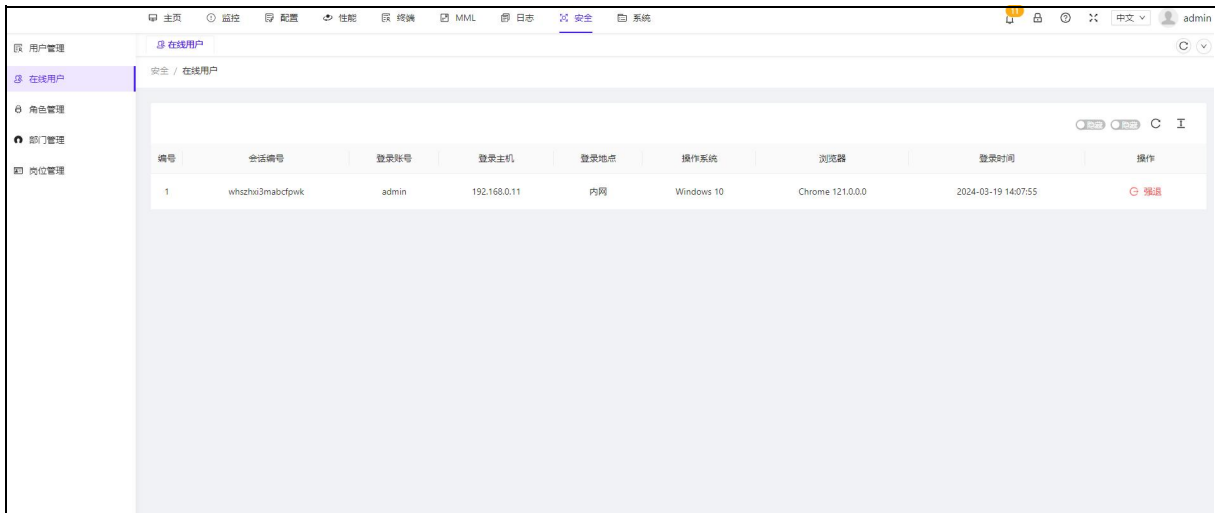 主页 监控 配置 性能 终端 MML 日志 安全 系统 11 中文 admin
用户管理
在线用户
角色管理
部门管理
岗位管理
在线用户
安全 / 在线用户
编号 会话编号 登录账号 登录主机 登录地点 操作系统 浏览器 登录时间 操作
1 whszhxi3mabcfpwk admin 192.168.0.11 内网 Windows 10 Chrome 121.0.0.0 2024-03-19 14:07:55 强退